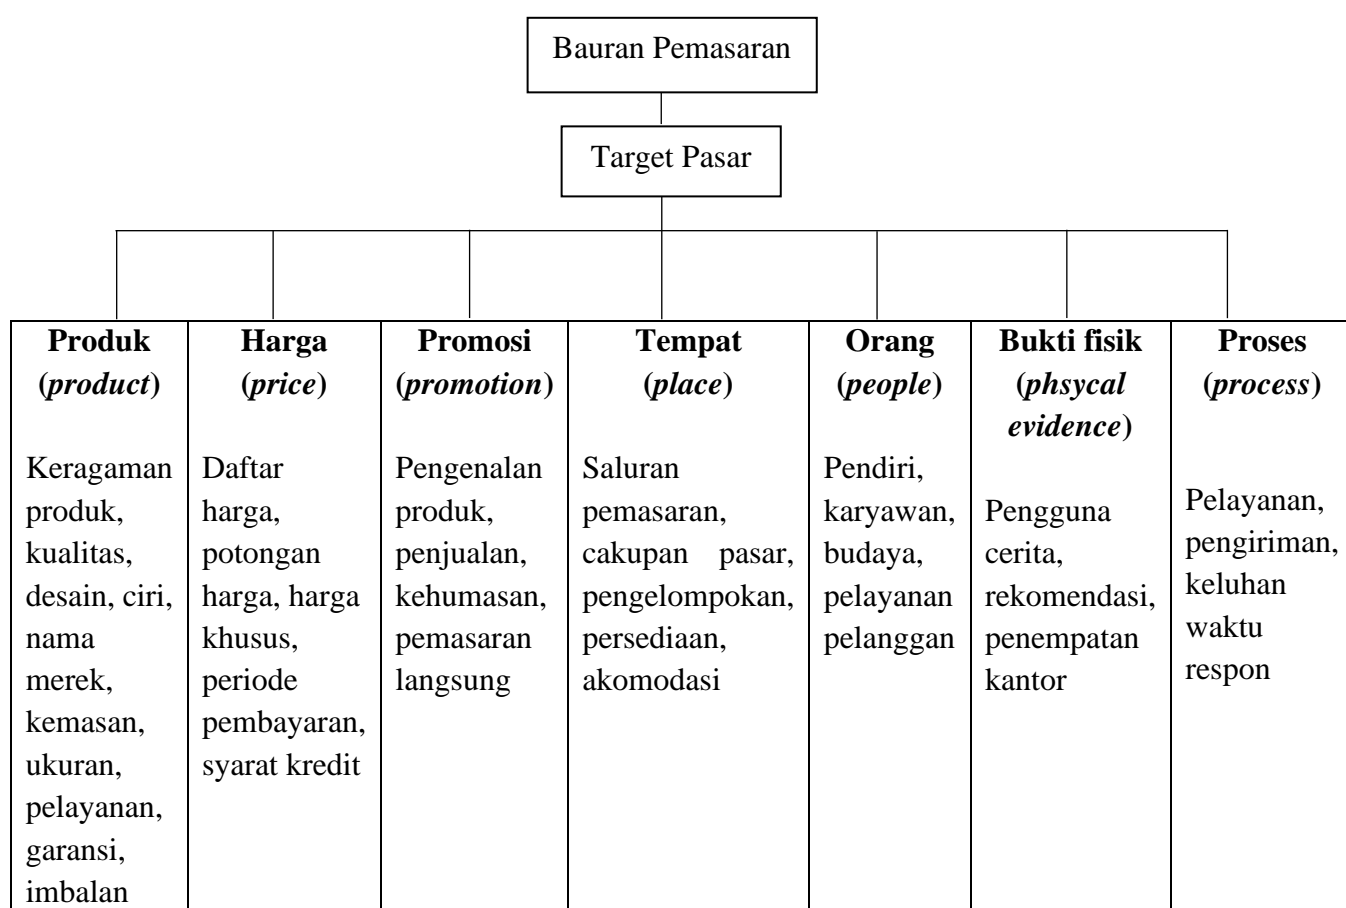 Bauran Pemasaran
Target Pasar
Produk
(product)
Keragaman
produk,
kualitas,
desain, ciri,
nama
merek,
kemasan,
ukuran,
pelayanan,
garansi,
imbalan
Harga
(price)
Daftar
harga,
potongan
harga, harga
khusus,
periode
pembayaran,
syarat kredit
Promosi
(promotion)
Pengenalan
produk,
penjualan,
kehumasan,
pemasaran
langsung
Tempat
(place)
Saluran
pemasaran,
cakupan pasar,
pengelompokan,
persediaan,
akomodasi
Orang
(people)
Pendiri,
karyawan,
budaya,
pelayanan
pelanggan
Bukti fisik
(phsycal
evidence)
Pengguna
cerita,
rekomendasi,
penempatan
kantor
Proses
(process)
Pelayanan,
pengiriman,
keluhan
waktu
respon